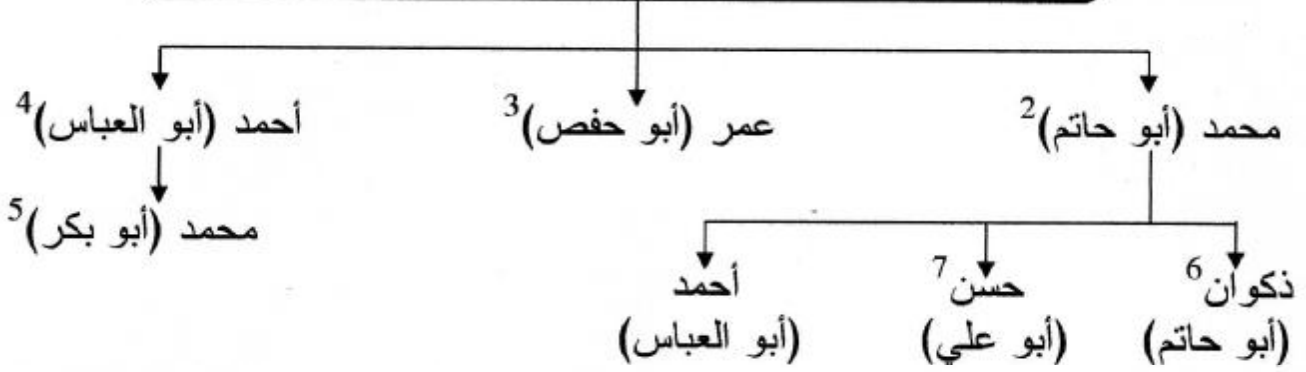 محمد (أبو حاتم)2
عمر (أبو حفص)3
أحمد (أبو العباس)4
محمد (أبو بكر)5
ذكوان6
(أبو حاتم)
حسن7
(أبو علي)
أحمد
(أبو العباس)